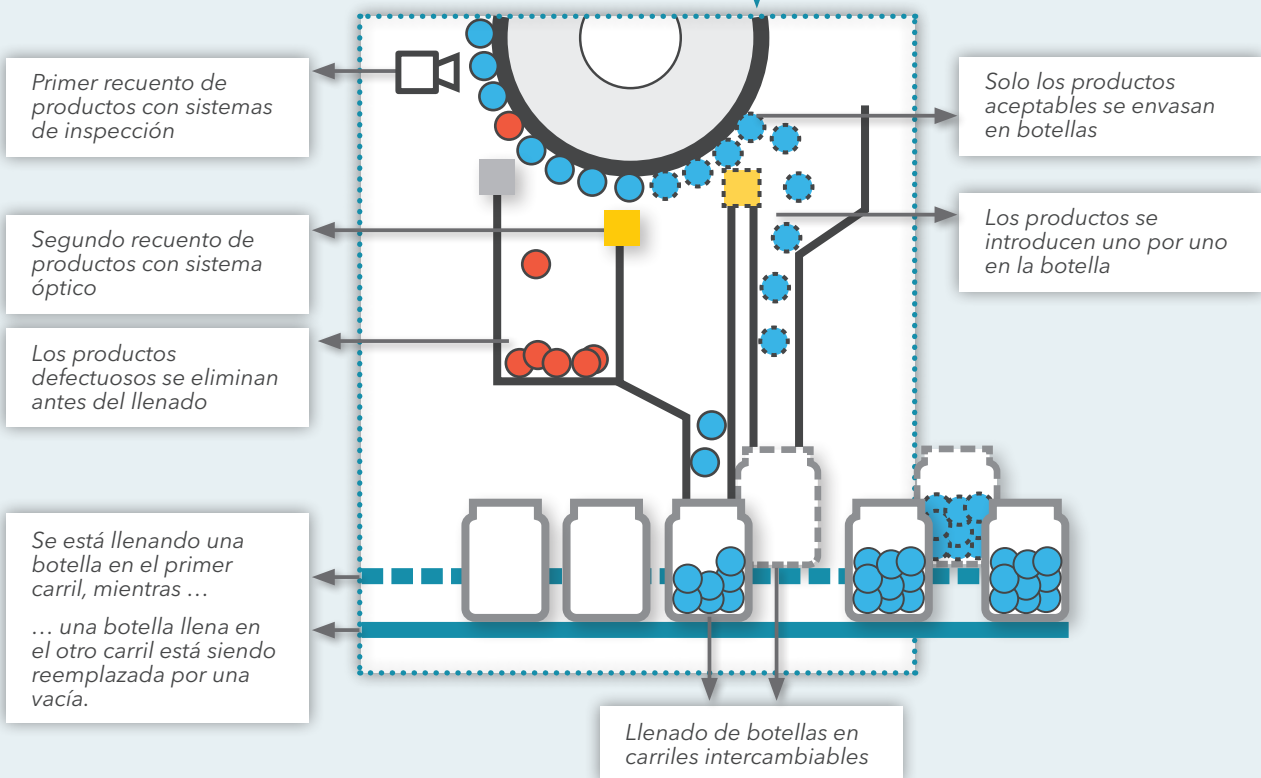 Primer recuento de
productos con sistemas
de inspección
Segundo recuento de
productos con sistema
óptico
Los productos
defectuosos se eliminan
antes del llenado
Se está llenando una
botella en el primer
carril, mientras ...
... una botella llena en
el otro carril está siendo
reemplazada por una
vacía.
Solo los productos
aceptables se envasan
en botellas
Los productos se
introducen uno por uno
en la botella
Llenado de botellas en
carriles intercambiables